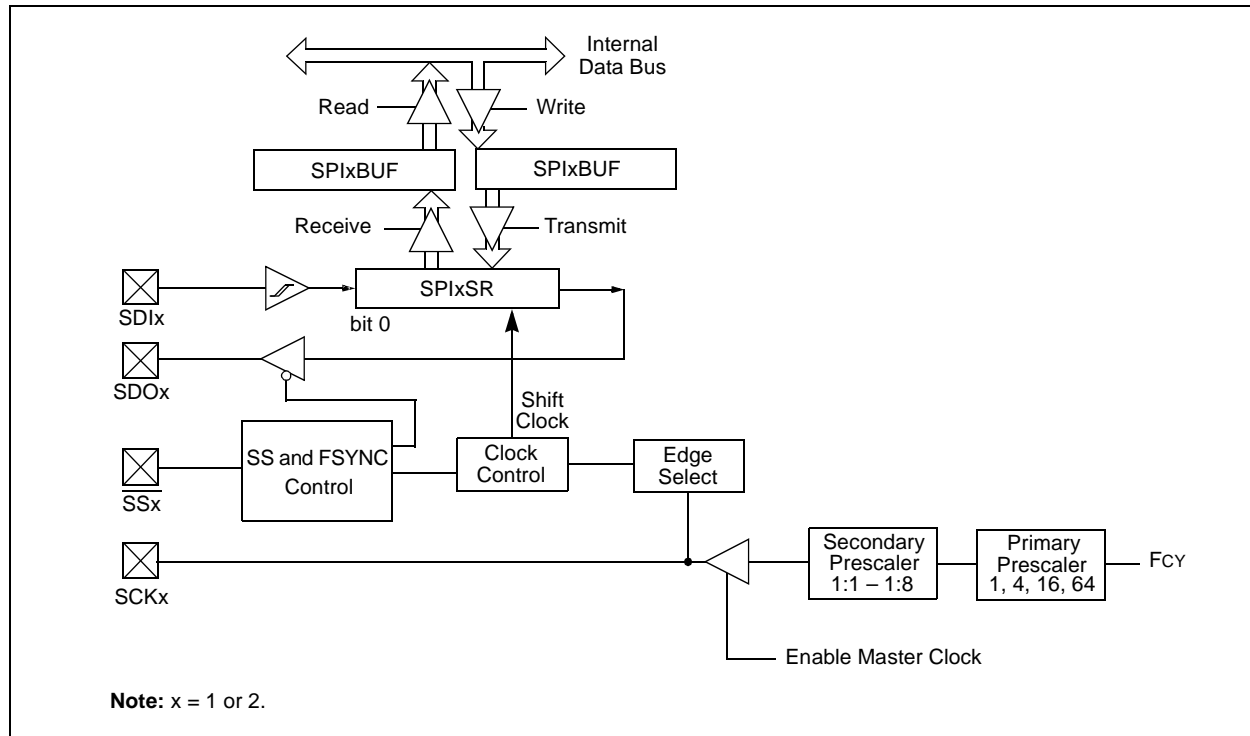 Internal
Data Bus
Read
Write
SPIxBUF
SPIxBUF
Receive
Transmit
SPIxSR
SDIx
bit 0
SDOx
Shift
Clock
SS and FSYNC
Control
Clock
Control
Edge
Select
SSx
Secondary
Prescaler
1:1 – 1:8
Primary
Prescaler
1, 4, 16, 64
FCY
SCKx
Enable Master Clock
Note: x = 1 or 2.